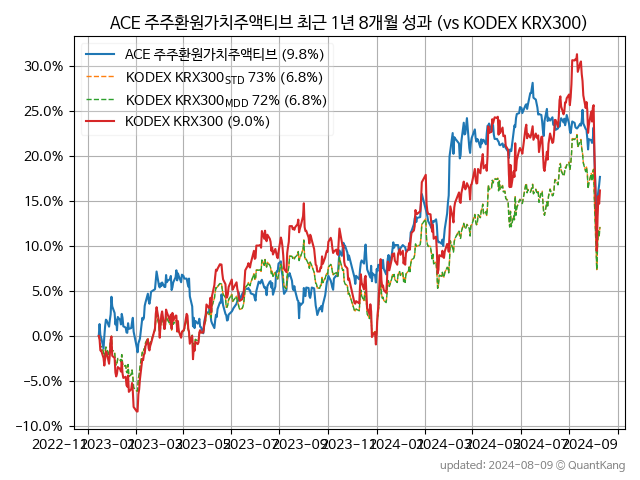 ACE 주주환원가치주액티브 최근 1년 8개월 성과 (vs KODEX KRX300)
ACE 주주환원가치주액티브 (9.8%)
KODEX KRX300STD 73% (6.8%)
KODEX KRX300MDD 72% (6.8%)
KODEX KRX300 (9.0%)
30.0%
25.0%
20.0%
15.0%
10.0%
5.0%
0.0%
−5.0%
−10.0%
2022-11 2023-01 2023-03 2023-05 2023-07 2023-09 2023-11 2024-01 2024-03 2024-05 2024-07 2024-09
updated: 2024-08-09 © QuantKang